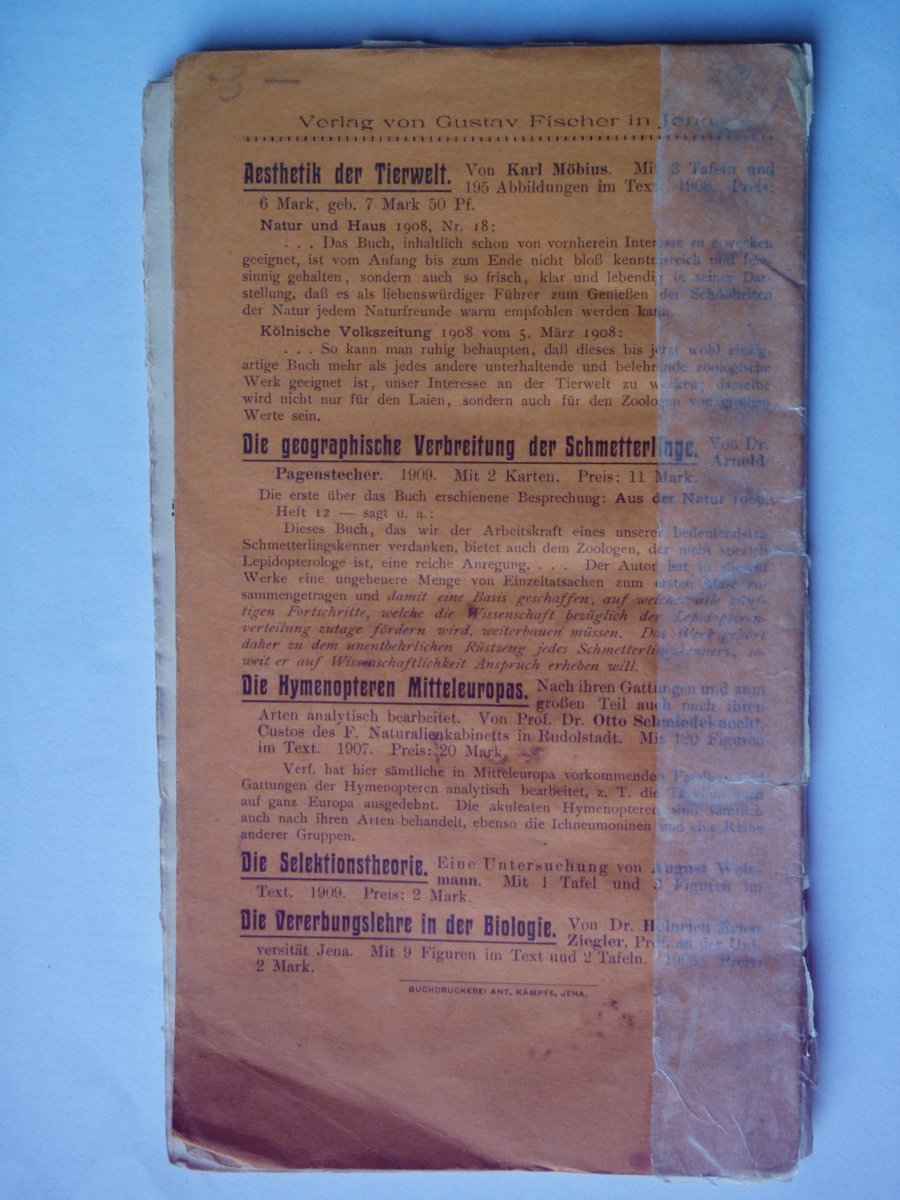 3 —
Verlag von Gustav Fischer in Jena.
Aesthetik der Tierwelt. Von Karl Möbius. Mit 3 Tafeln und
195 Abbildungen im Text. 1908. Preis:
6 Mark, geb. 7 Mark 50 Pf.
Natur und Haus 1908, Nr. 18:
. . . Das Buch, inhaltlich schon von vornherein Interesse zu erwecken
geeignet, ist vom Anfang bis zum Ende nicht bloß kenntnisreich und fein-
sinnig gehalten, sondern auch so frisch, klar und lebendig in seiner Dar-
stellung, daß es als liebenswürdiger Führer zum Genießen der Schönheiten
der Natur jedem Naturfreunde warm empfohlen werden kann.
Kölnische Volkszeitung 1908 vom 5. März 1908:
. . . So kann man ruhig behaupten, daß dieses bis jetzt wohl einzig-
artige Buch mehr als jedes andere unterhaltende und belehrende zoologische
Werk geeignet ist, unser Interesse an der Tierwelt zu wecken; dasselbe
wird nicht nur für den Laien, sondern auch für den Zoologen von großem
Werte sein.
Die geographische Verbreitung der Schmetterlinge. Von Dr.
Arnold
Pagenstecher. 1909. Mit 2 Karten. Preis: 11 Mark.
Die erste über das Buch erschienene Besprechung: Aus der Natur 1909,
Heft 12 — sagt u. a.:
Dieses Buch, das wir der Arbeitskraft eines unserer bedeutendsten
Schmetterlingskenner verdanken, bietet auch dem Zoologen, der nicht speziell
Lepidopterologe ist, eine reiche Anregung. . . . Der Autor hat in diesem
Werke eine ungeheuere Menge von Einzeltatsachen zum ersten Male zu-
sammengetragen und damit eine Basis geschaffen, auf welcher alle künf-
tigen Fortschritte, welche die Wissenschaft bezüglich der Lepidopteren-
verteilung zutage fördern wird, weiterbauen müssen. Das Werk gehört
daher zu dem unentbehrlichen Rüstzeug jedes Schmetterlingskenners, so-
weit er auf Wissenschaftlichkeit Anspruch erheben will.
Die Hymenopteren Mitteleuropas. Nach ihren Gattungen und zum
großen Teil auch nach ihren
Arten analytisch bearbeitet. Von Prof. Dr. Otto Schmiedeknecht,
Custos des F. Naturalienkabinetts in Rudolstadt. Mit 120 Figuren
im Text. 1907. Preis: 20 Mark.
Verf. hat hier sämtliche in Mitteleuropa vorkommenden
Gattungen der Hymenopteren analytisch bearbeitet, z. T. die
auf ganz Europa ausgedehnt. Die akuleaten Hymenopteren sind sämtlich
auch nach ihren Arten behandelt, ebenso die Ichneumoninen und eine Reihe
anderer Gruppen.
Die Selektionstheorie. Eine Untersuchung von August Weis-
mann. Mit 1 Tafel und 3 Figuren im
Text. 1909. Preis: 2 Mark.
Die Vererbungslehre in der Biologie. Von Dr. Heinrich Ernst
Ziegler, Prof. an der Uni-
versität Jena. Mit 9 Figuren im Text und 2 Tafeln. 1905. Preis:
2 Mark.
BUCHDRUCKEREI ANT. KÄMPFE, JENA.